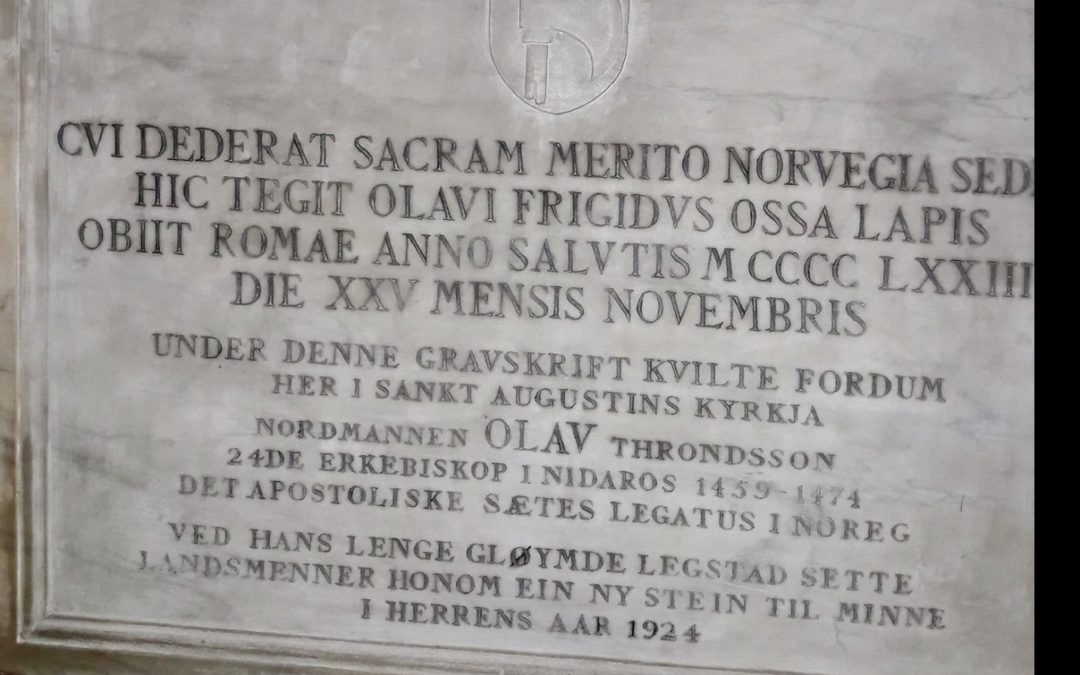 CVI DEDERAT SACRAM MERITO NORVEGIA SED
HIC TEGIT OLAVI FRIGIDVS OSSA LAPIS
OBIIT ROMAE ANNO SALVTIS M CCCC LXXIIII
DIE XXV MENSIS NOVEMBRIS
UNDER DENNE GRAVSKRIFT KVILTE FORDUM
HER I SANKT AUGUSTINS KYRKJA
NORDMANNEN OLAV THRONDSSON
24DE ERKEBISKOP I NIDAROS 1459-1474
DET APOSTOLISKE SÆTES LEGATUS I NOREG
VED HANS LENGE GLØYMDE LEGSTAD SETTE
LANDSMENNER HONOM EIN NY STEIN TIL MINNE
I HERRENS AAR 1924